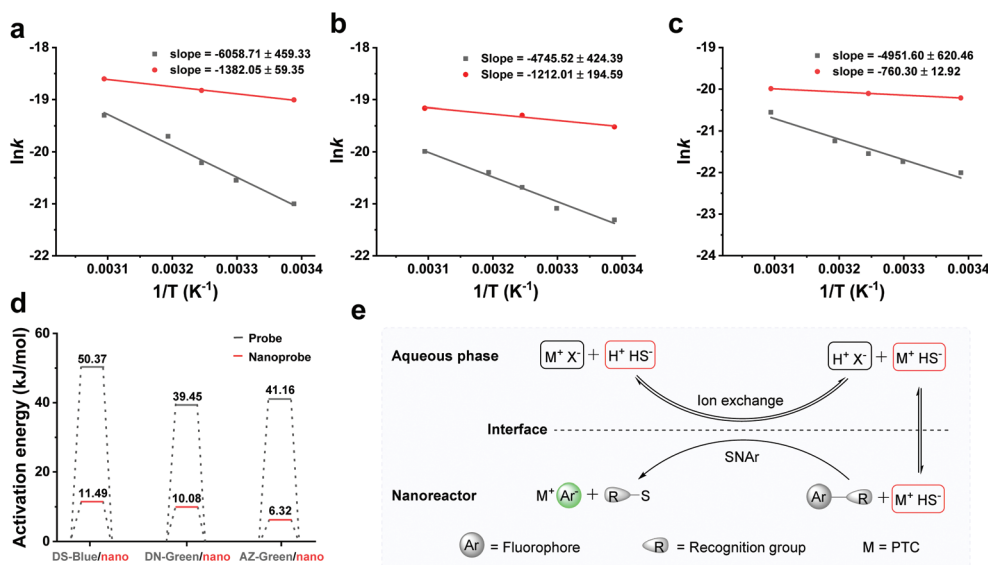 a
slope = -6058.71 ± 459.33
slope = -1382.05 ± 59.35
lnk
-18
-19
-20
-21
-22
0.0031 0.0032 0.0033 0.0034
1/T (K⁻¹)
b
Slope = -4745.52 ± 424.39
Slope = -1212.01 ± 194.59
lnk
-18
-19
-20
-21
-22
0.0031 0.0032 0.0033 0.0034
1/T (K⁻¹)
c
slope = -4951.60 ± 620.46
slope = -760.30 ± 12.92
lnk
-19
-20
-21
-22
-23
-24
0.0031 0.0032 0.0033 0.0034
1/T (K⁻¹)
d
Activation energy (kJ/mol)
60
40
20
0
Probe
Nanoprobe
50.37
39.45
41.16
11.49
10.08
6.32
DS-Blue/nano DN-Green/nano AZ-Green/nano
e
Aqueous phase
M⁺ X⁻ + H⁺ HS⁻
H⁺ X⁻ + M⁺ HS⁻
Ion exchange
Interface
SNAr
Nanoreactor
M⁺ Ar⁻ + R S
Ar R + M⁺ HS⁻
Ar = Fluorophore
R = Recognition group
M = PTC